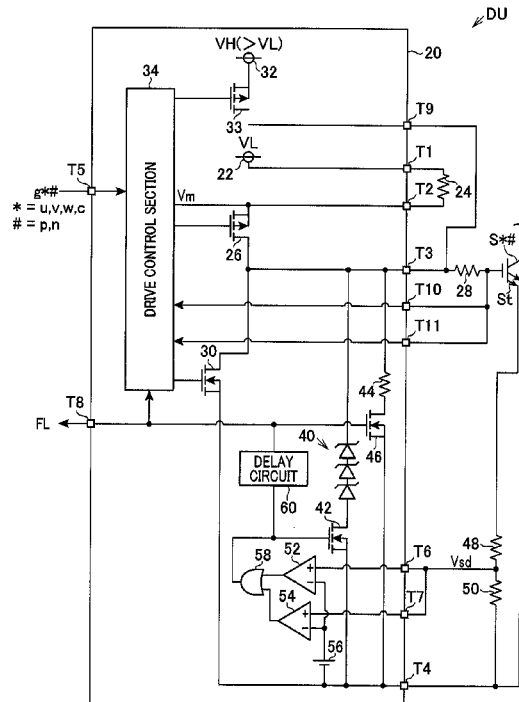 DU
VH(>VL)
20
34
32
T9
33
VL
T1
22
24
T5
Vm
T2
g*#
* = u,v,w,c
# = p,n
DRIVE CONTROL SECTION
26
S*#
T3
28
St
T10
T11
30
44
T8
FL
40
46
DELAY CIRCUIT
60
42
48
T6
58
52
Vsd
50
54
T7
56
T4